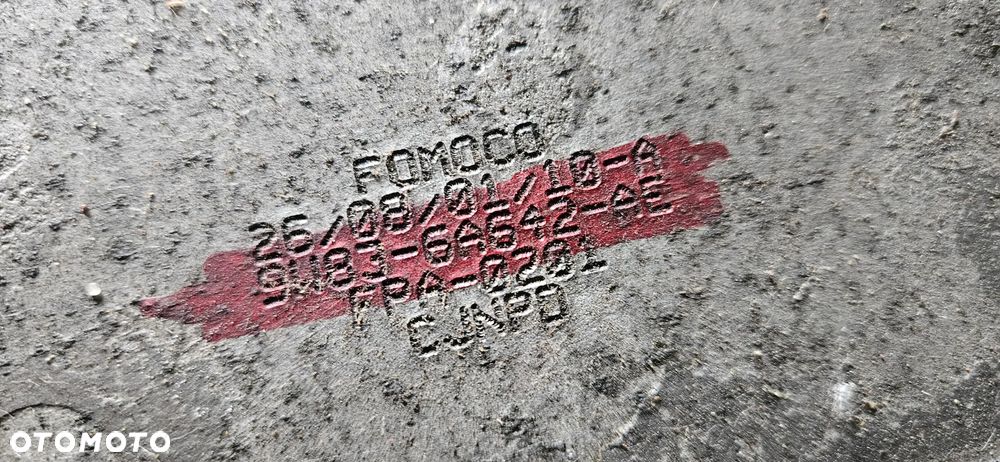 FOMOCO
26/08/01/10-A
9W83-6A642-AE
FPA-0201
CJNPD
OTOMOTO